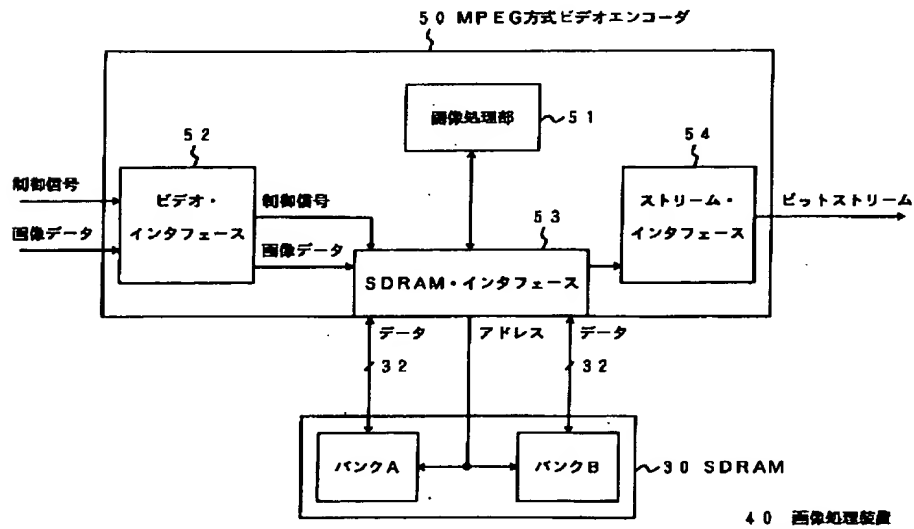 50 MPEG方式ビデオエンコーダ
画像処理部
51
52
54
制御信号
画像データ
ビデオ・
インタフェース
制御信号
画像データ
53
ストリーム・
インタフェース
ビットストリーム
SDRAM・インタフェース
データ
アドレス
データ
32
32
バンクA
バンクB
30 SDRAM
40 画像処理装置